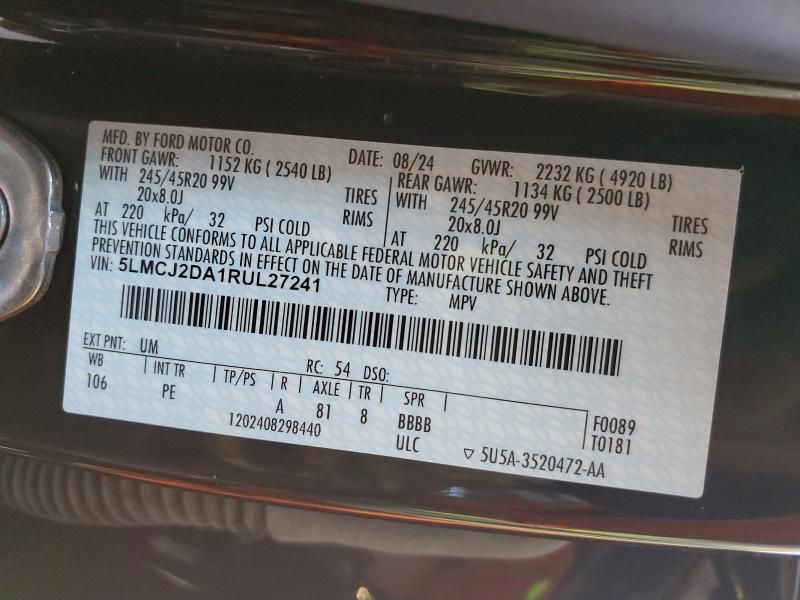 MFD. BY FORD MOTOR CO. DATE: 08/24 GVWR: 2232 KG ( 4920 LB)
FRONT GAWR: 1152 KG ( 2540 LB) REAR GAWR: 1134 KG ( 2500 LB)
WITH 245/45R20 99V TIRES WITH 245/45R20 99V TIRES
20x8.0J RIMS 20x8.0J RIMS
AT 220 kPa/ 32 PSI COLD AT 220 kPa/ 32 PSI COLD
THIS VEHICLE CONFORMS TO ALL APPLICABLE FEDERAL MOTOR VEHICLE SAFETY AND THEFT
PREVENTION STANDARDS IN EFFECT ON THE DATE OF MANUFACTURE SHOWN ABOVE.
VIN: 5LMCJ2DA1RUL27241 TYPE: MPV
EXT PNT: UM RC: 54 DSO:
WB INT TR TP/PS R AXLE TR SPR
106 PE A 81 8 BBBB F0089
1202408298440 ULC T0181
▽ 5U5A-3520472-AA